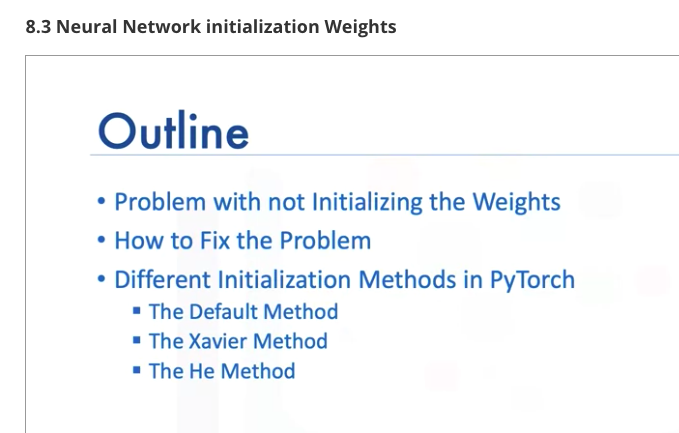 8.3 Neural Network initialization Weights
Outline
• Problem with not Initializing the Weights
• How to Fix the Problem
• Different Initialization Methods in PyTorch
▪ The Default Method
▪ The Xavier Method
▪ The He Method